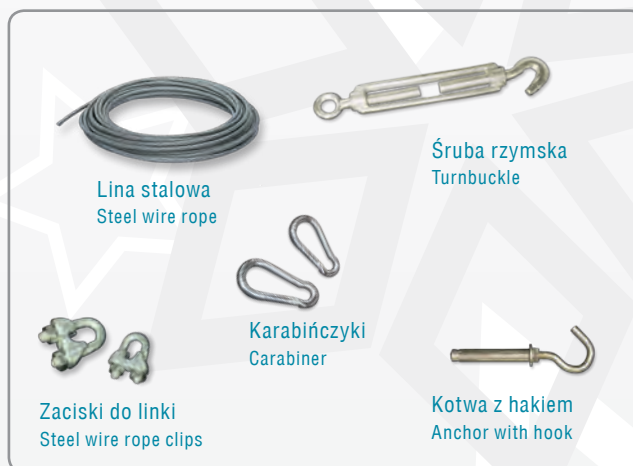 Lina stalowa
Steel wire rope
Śruba rzymska
Turnbuckle
Karabińczyki
Carabiner
Zaciski do linki
Steel wire rope clips
Kotwa z hakiem
Anchor with hook